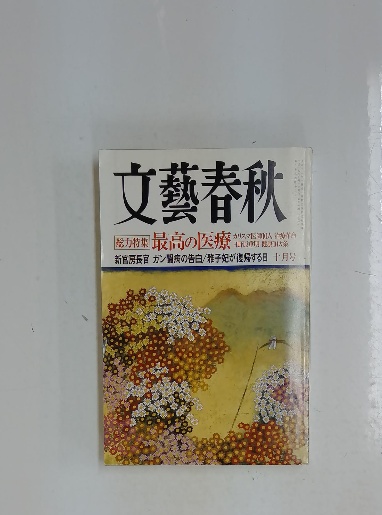 文藝春秋
総力特集 最高の医療
新官房長官 ガン闘病の告白/雅子妃が復帰する日 十一月号